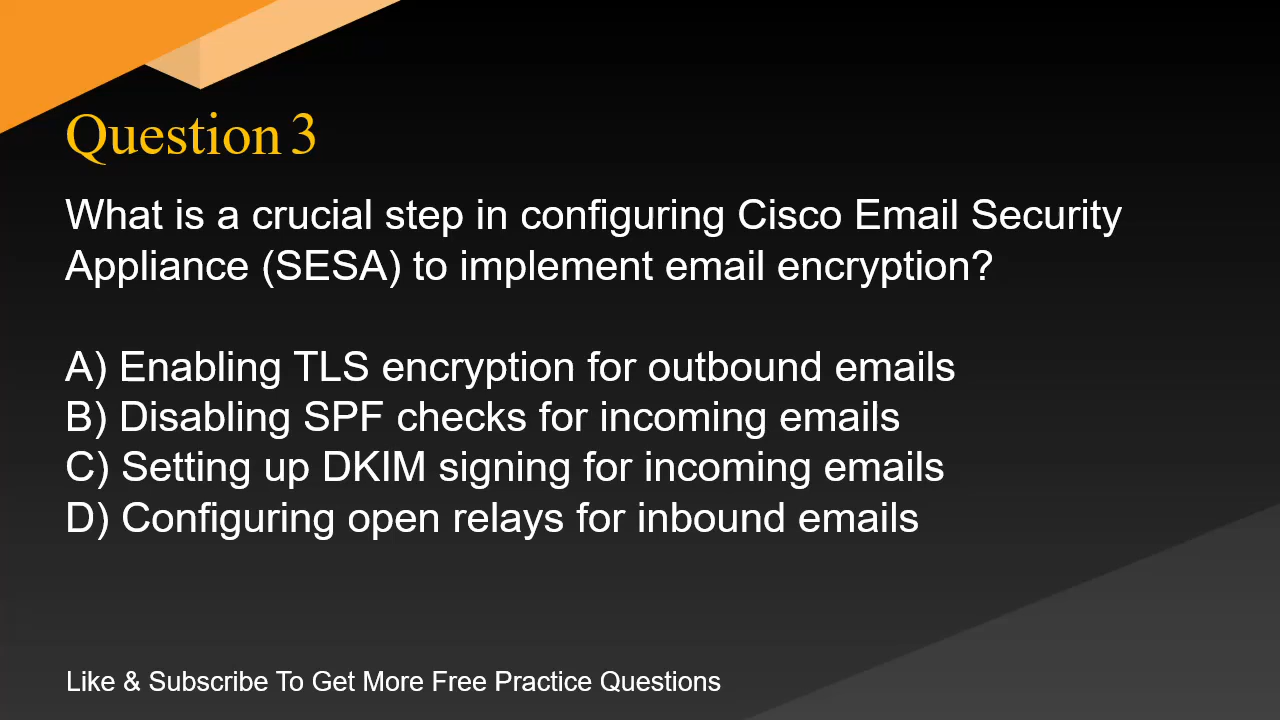 Question 3
What is a crucial step in configuring Cisco Email Security
Appliance (SESA) to implement email encryption?
A) Enabling TLS encryption for outbound emails
B) Disabling SPF checks for incoming emails
C) Setting up DKIM signing for incoming emails
D) Configuring open relays for inbound emails
Like & Subscribe To Get More Free Practice Questions